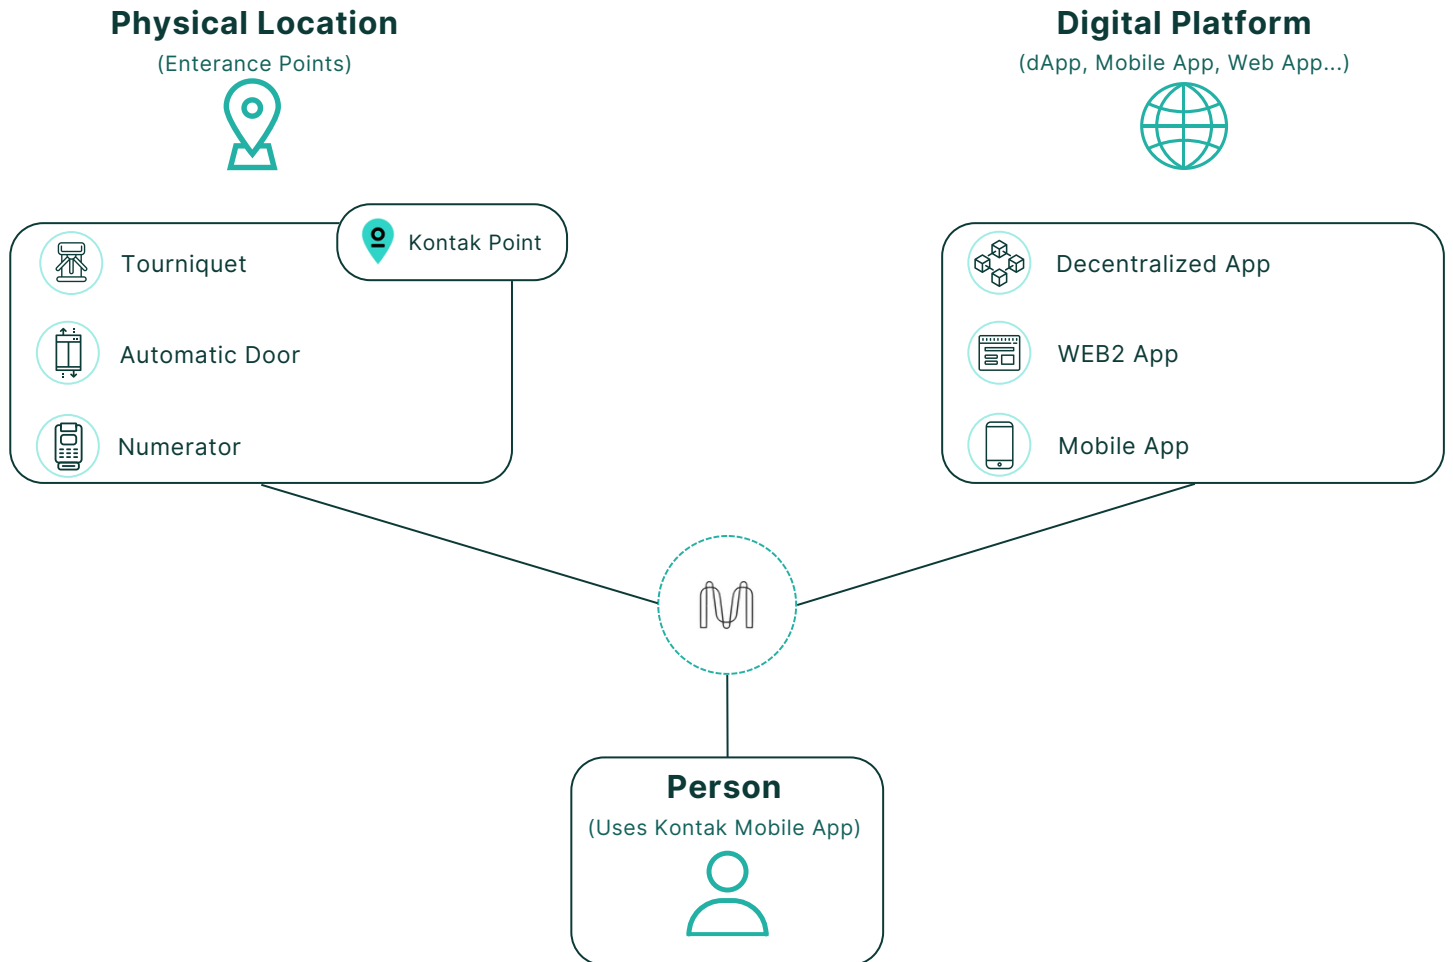 Physical Location
(Enterance Points)
Kontak Point
Tourniquet
Automatic Door
Numerator
Digital Platform
(dApp, Mobile App, Web App...)
Decentralized App
WEB2 App
Mobile App
M
Person
(Uses Kontak Mobile App)